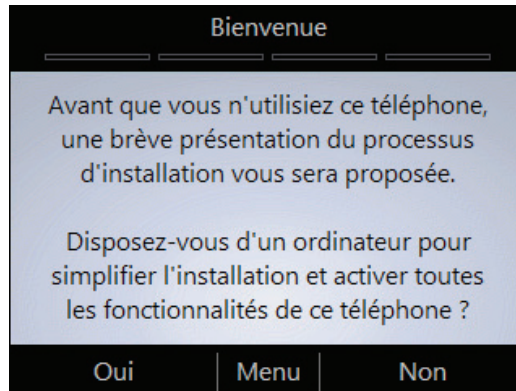 Bienvenue
Avant que vous n'utilisiez ce téléphone,
une brève présentation du processus
d'installation vous sera proposée.
Disposez-vous d'un ordinateur pour
simplifier l'installation et activer toutes
les fonctionnalités de ce téléphone ?
Oui Menu Non